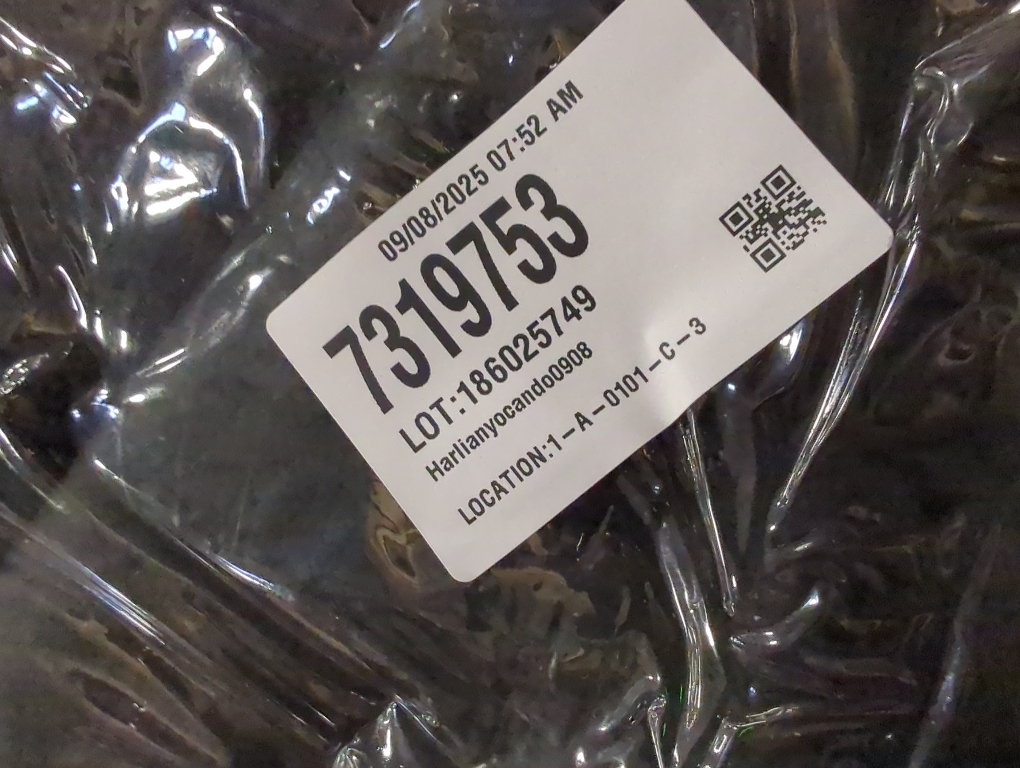 09/08/2025 07:52 AM
7319753
LOT:186025749
Harlianyocando0908
LOCATION:1-A-0101-C-3